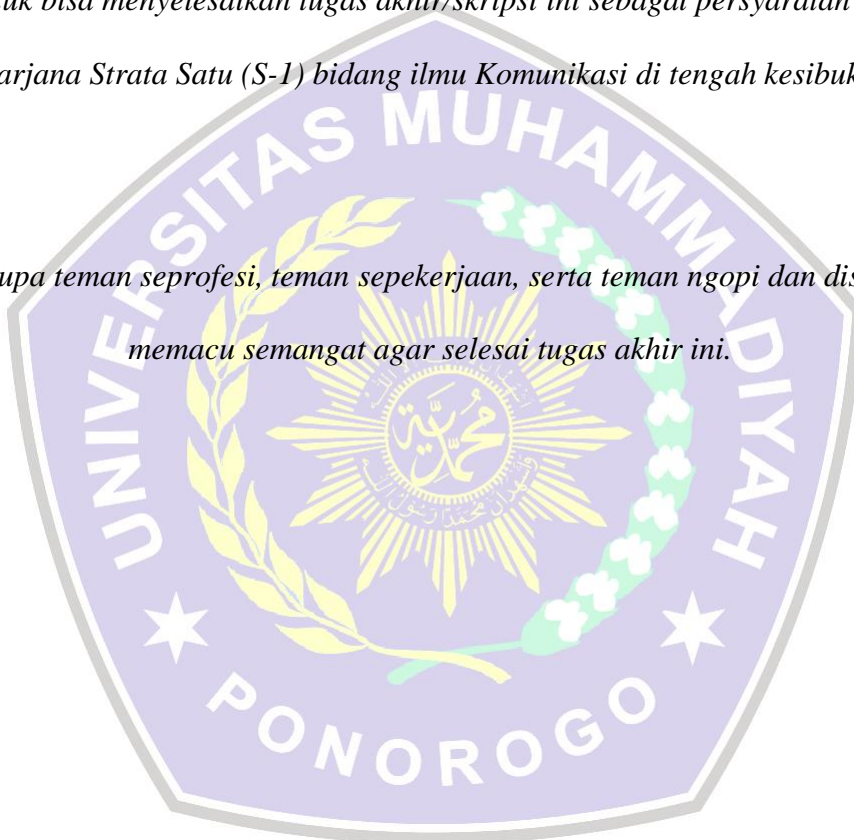 uk bisa menyelesaikan tugas akhir/skripsi ini sebagai persyaratan
arjana Strata Satu (S-1) bidang ilmu Komunikasi di tengah kesibuk
upa teman seprofesi, teman sepekerjaan, serta teman ngopi dan dis
memacu semangat agar selesai tugas akhir ini.
UNIVERSITAS MUHAMMADIYAH
محمدية
PONOROGO